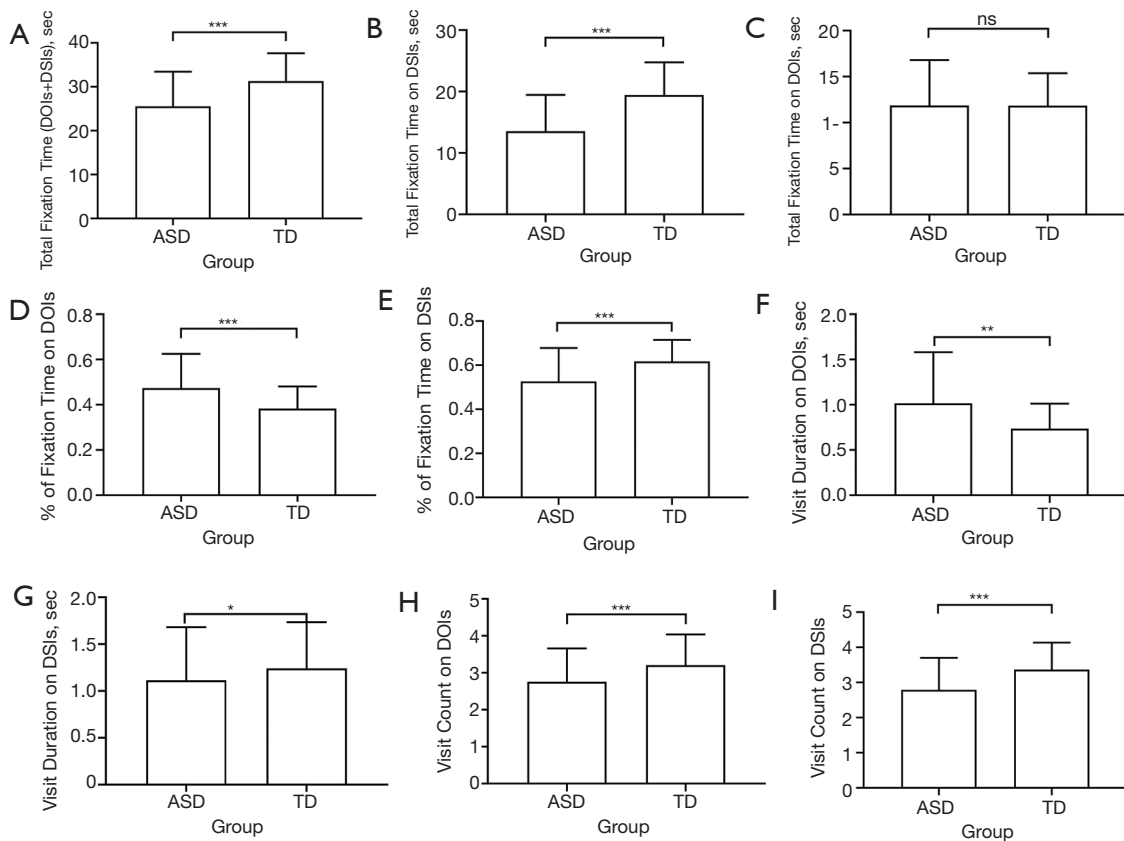 A
Total Fixation Time (DOIs+DSIs), sec
40
30
20
10
0
***
ASD TD
Group
B
Total Fixation Time on DSIs, sec
30
20
10
0
***
ASD TD
Group
C
Total Fixation Time on DOIs, sec
20
15
1-
5
0
ns
ASD TD
Group
D
% of Fixation Time on DOIs
0.8
0.6
0.4
0.2
0.0
***
ASD TD
Group
E
% of Fixation Time on DSIs
0.8
0.6
0.4
0.2
0.0
***
ASD TD
Group
F
Visit Duration on DOIs, sec
2.0
1.5
1.0
0.5
0.0
**
ASD TD
Group
G
Visit Duration on DSIs, sec
2.0
1.5
1.0
0.5
0
*
ASD TD
Group
H
Visit Count on DOIs
5
4
3
2
1
0
***
ASD TD
Group
I
Visit Count on DSIs
5
4
3
2
1
0
***
ASD TD
Group